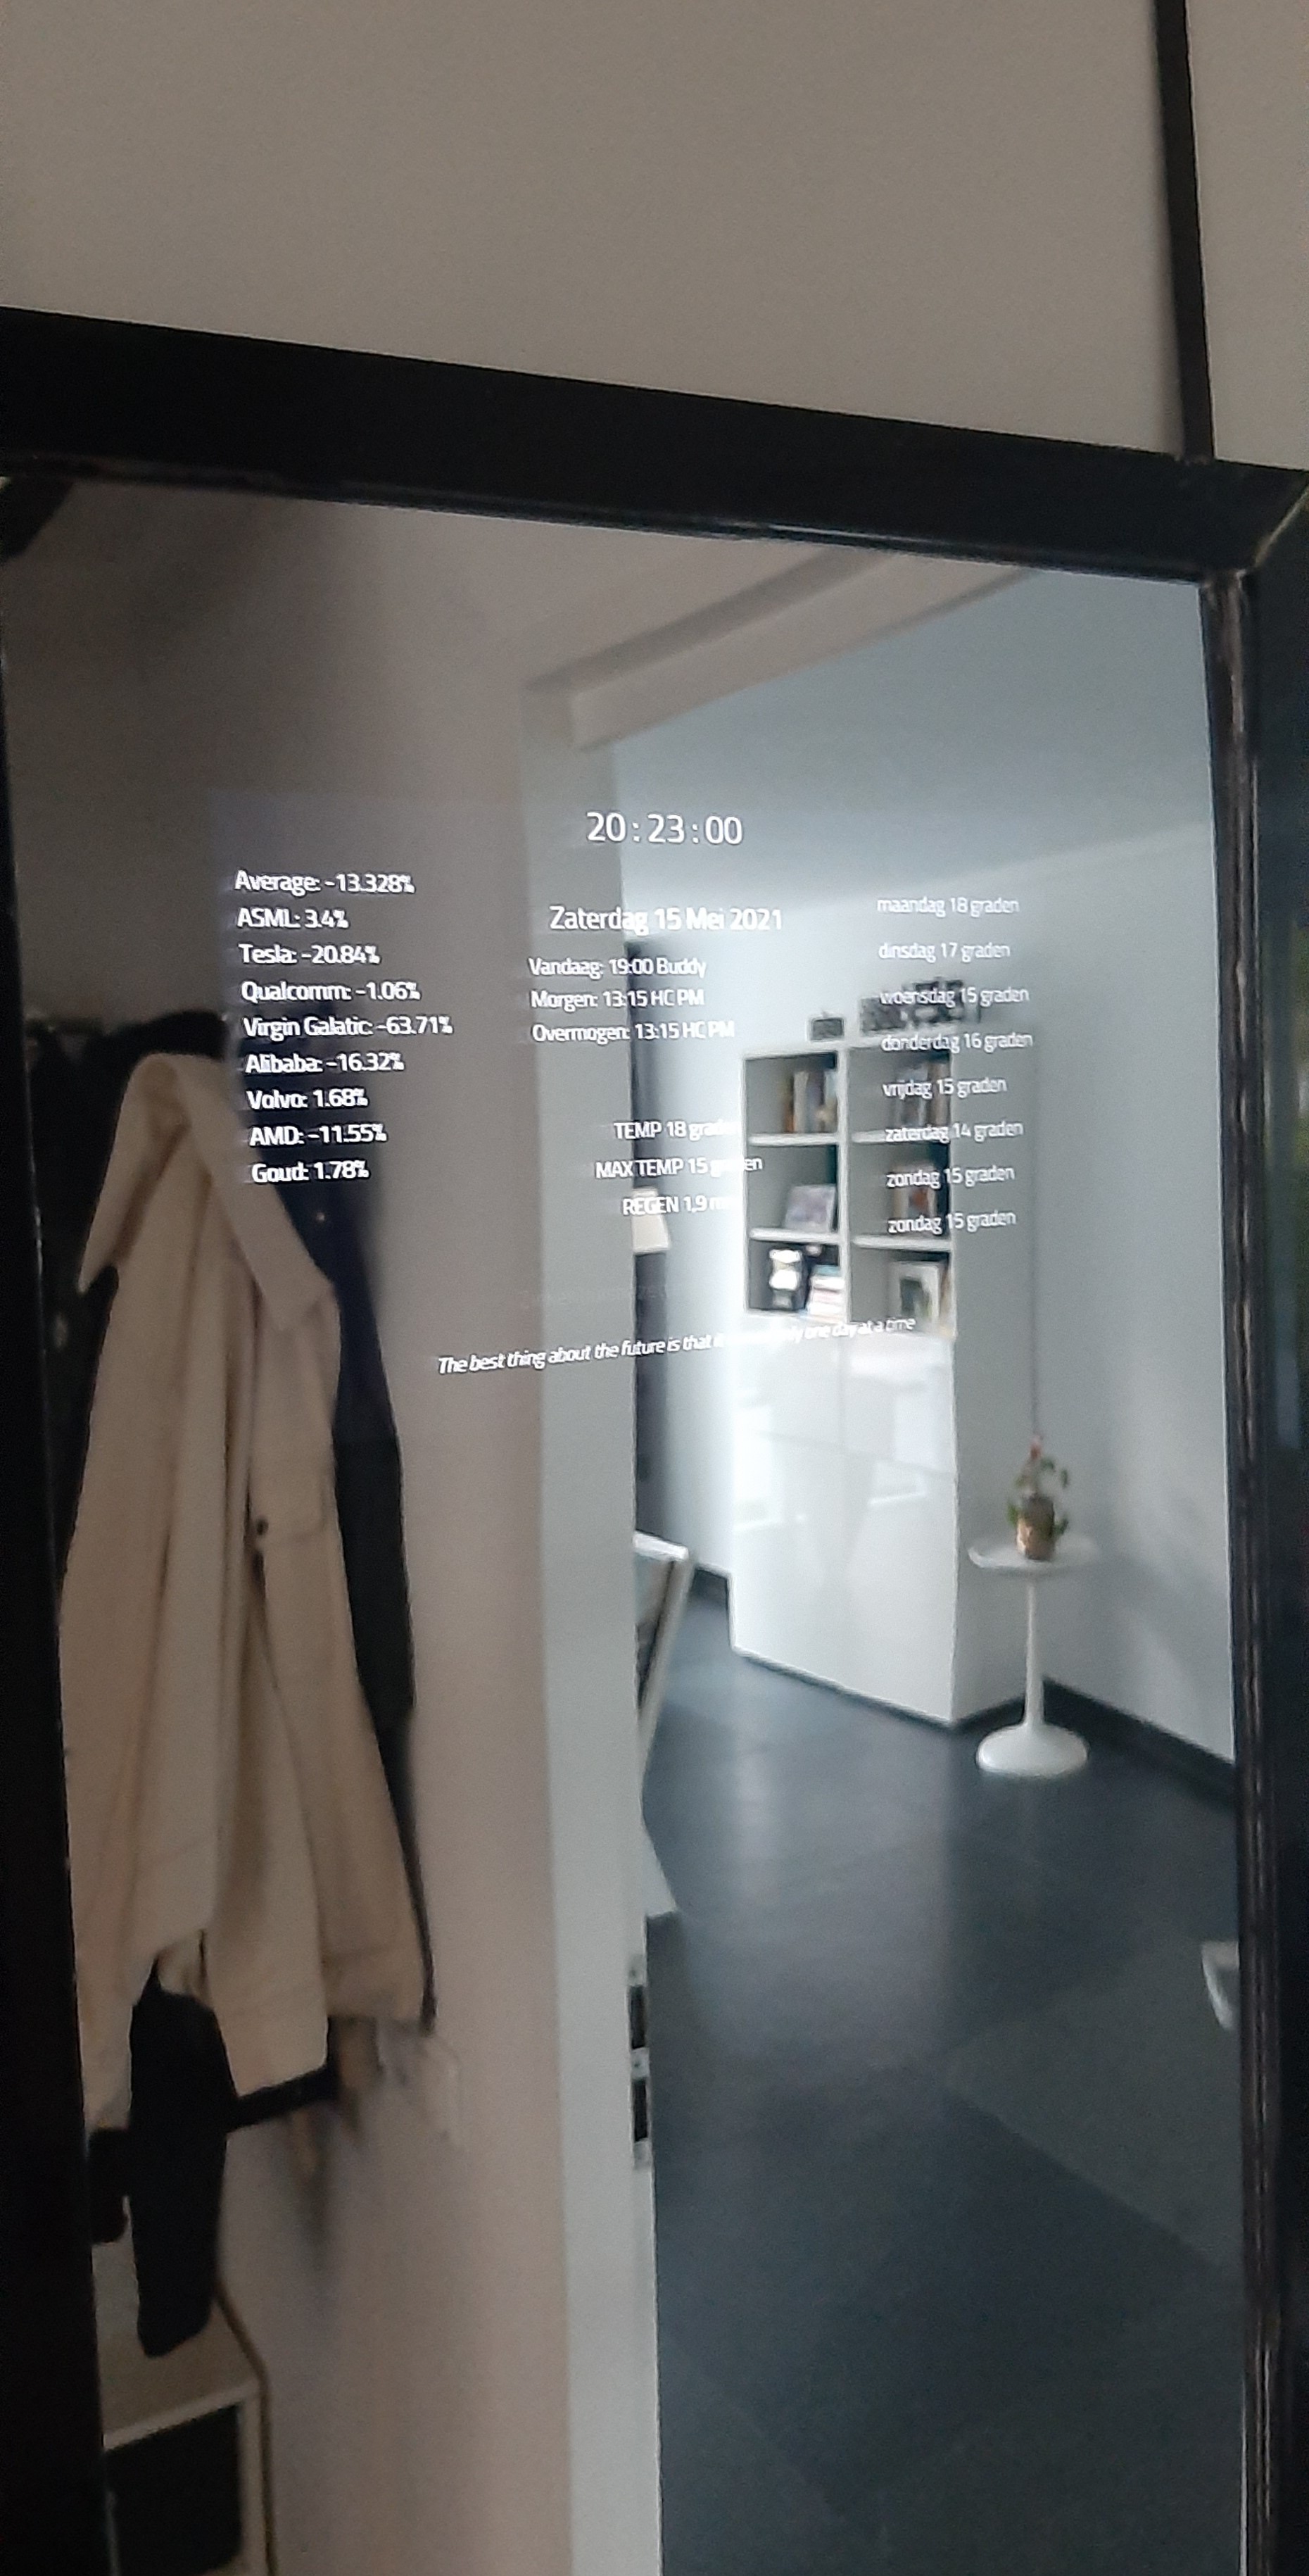 20 : 23 : 00
Average: -13.328%
ASML: 3.4%
Tesla: -20.84%
Qualcomm: -1.06%
Virgin Galatic: -63.71%
Alibaba: -16.32%
Volvo: 1.68%
AMD: -11.55%
Goud: 1.78%
Zaterdag 15 Mei 2021
Vandaag: 19:00 Buddy
Morgen: 13:15 HC PM
Overmogen: 13:15 HC PM
TEMP 18 graden
MAX TEMP 15 graden
REGEN 1,9
maandag 18 graden
dinsdag 17 graden
woensdag 15 graden
donderdag 16 graden
vrijdag 15 graden
zaterdag 14 graden
zondag 15 graden
zondag 15 graden
The best thing about the future is that one day at a time